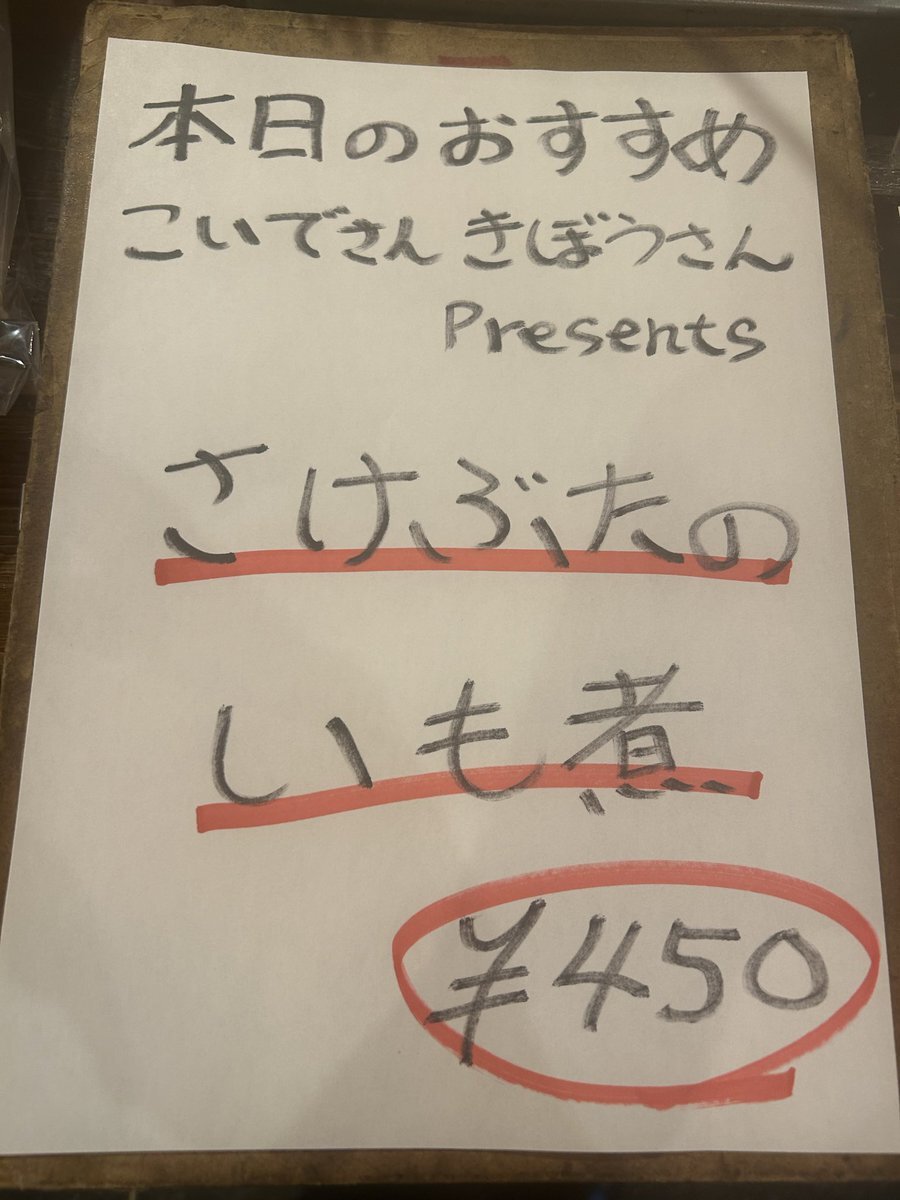 本日のおすすめ
こいでさん きぼうさん
Presents
さけぶたの
いも煮
¥450